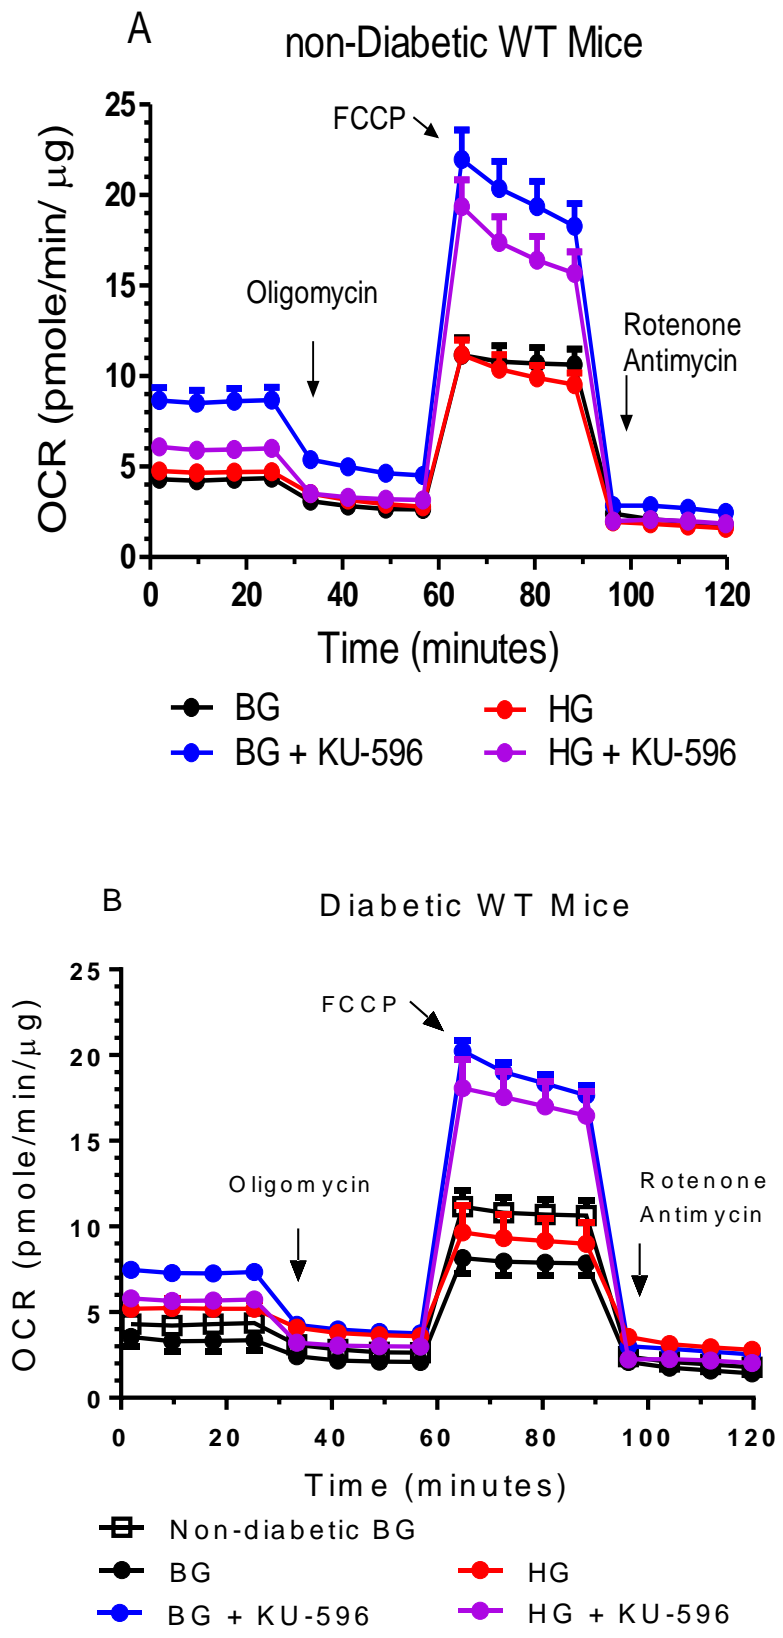 A
non-Diabetic WT Mice
OCR (pmole/min/ μg)
25
20
15
10
5
0
FCCP
Oligomycin
Rotenone
Antimycin
0 20 40 60 80 100 120
Time (minutes)
BG HG
BG + KU-596 HG + KU-596
B
Diabetic WT Mice
OCR (pmole/min/μg)
25
20
15
10
5
0
FCCP
Oligomycin
Rotenone
Antimycin
0 20 40 60 80 100 120
Time (minutes)
Non-diabetic BG
BG HG
BG + KU-596 HG + KU-596